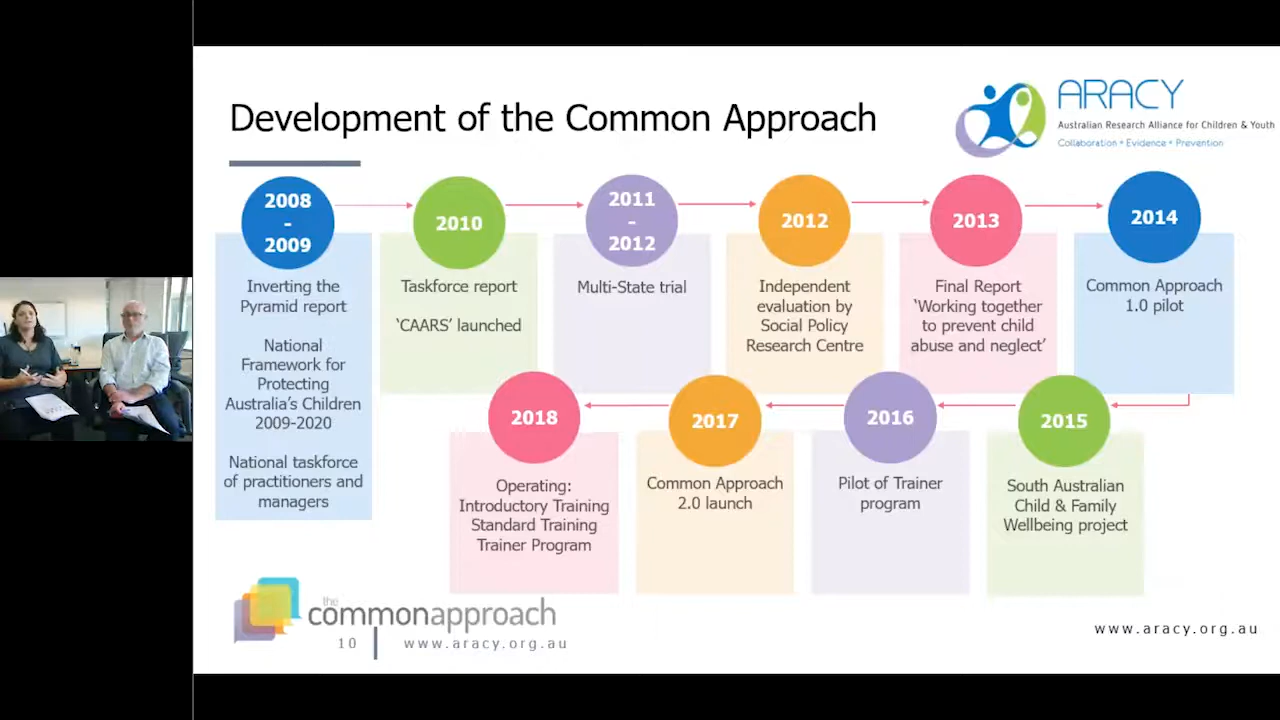 Development of the Common Approach
ARACY
Australian Research Alliance for Children & Youth
Collaboration • Evidence • Prevention
2008
-
2009
Inverting the
Pyramid report
National
Framework for
Protecting
Australia's Children
2009-2020
National taskforce
of practitioners and
managers
2010
Taskforce report
‘CAARS’ launched
2011
-
2012
Multi-State trial
2012
Independent
evaluation by
Social Policy
Research Centre
2013
Final Report
‘Working together
to prevent child
abuse and neglect’
2014
Common Approach
1.0 pilot
2015
South Australian
Child & Family
Wellbeing project
2016
Pilot of Trainer
program
2017
Common Approach
2.0 launch
2018
Operating:
Introductory Training
Standard Training
Trainer Program
the
commonapproach
10
www.aracy.org.au
www.aracy.org.au